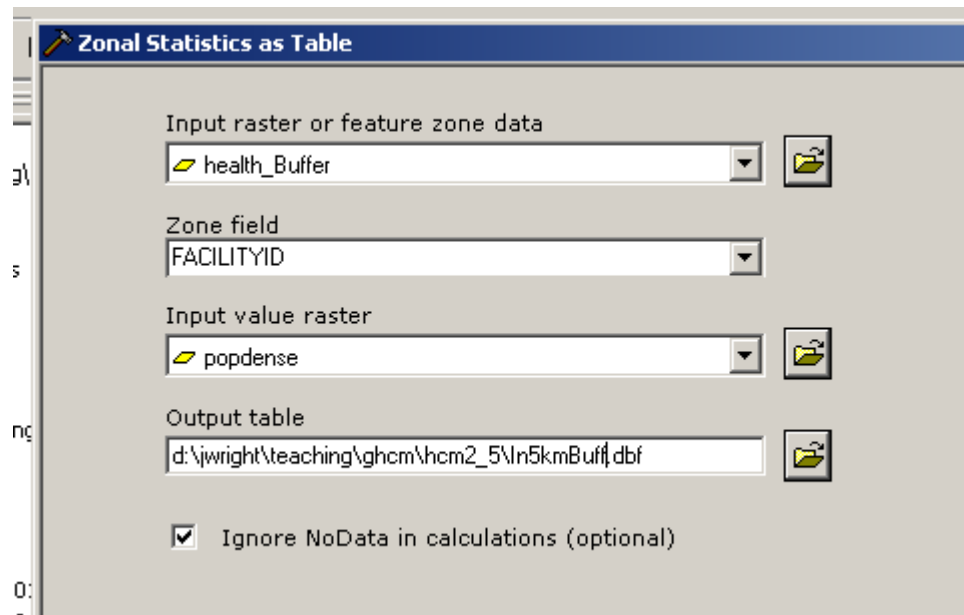 Zonal Statistics as Table
Input raster or feature zone data
health_Buffer
Zone field
FACILITYID
Input value raster
popdense
Output table
d:\jwright\teaching\ghcm\hcm2_5\In5kmBuff.dbf
Ignore NoData in calculations (optional)